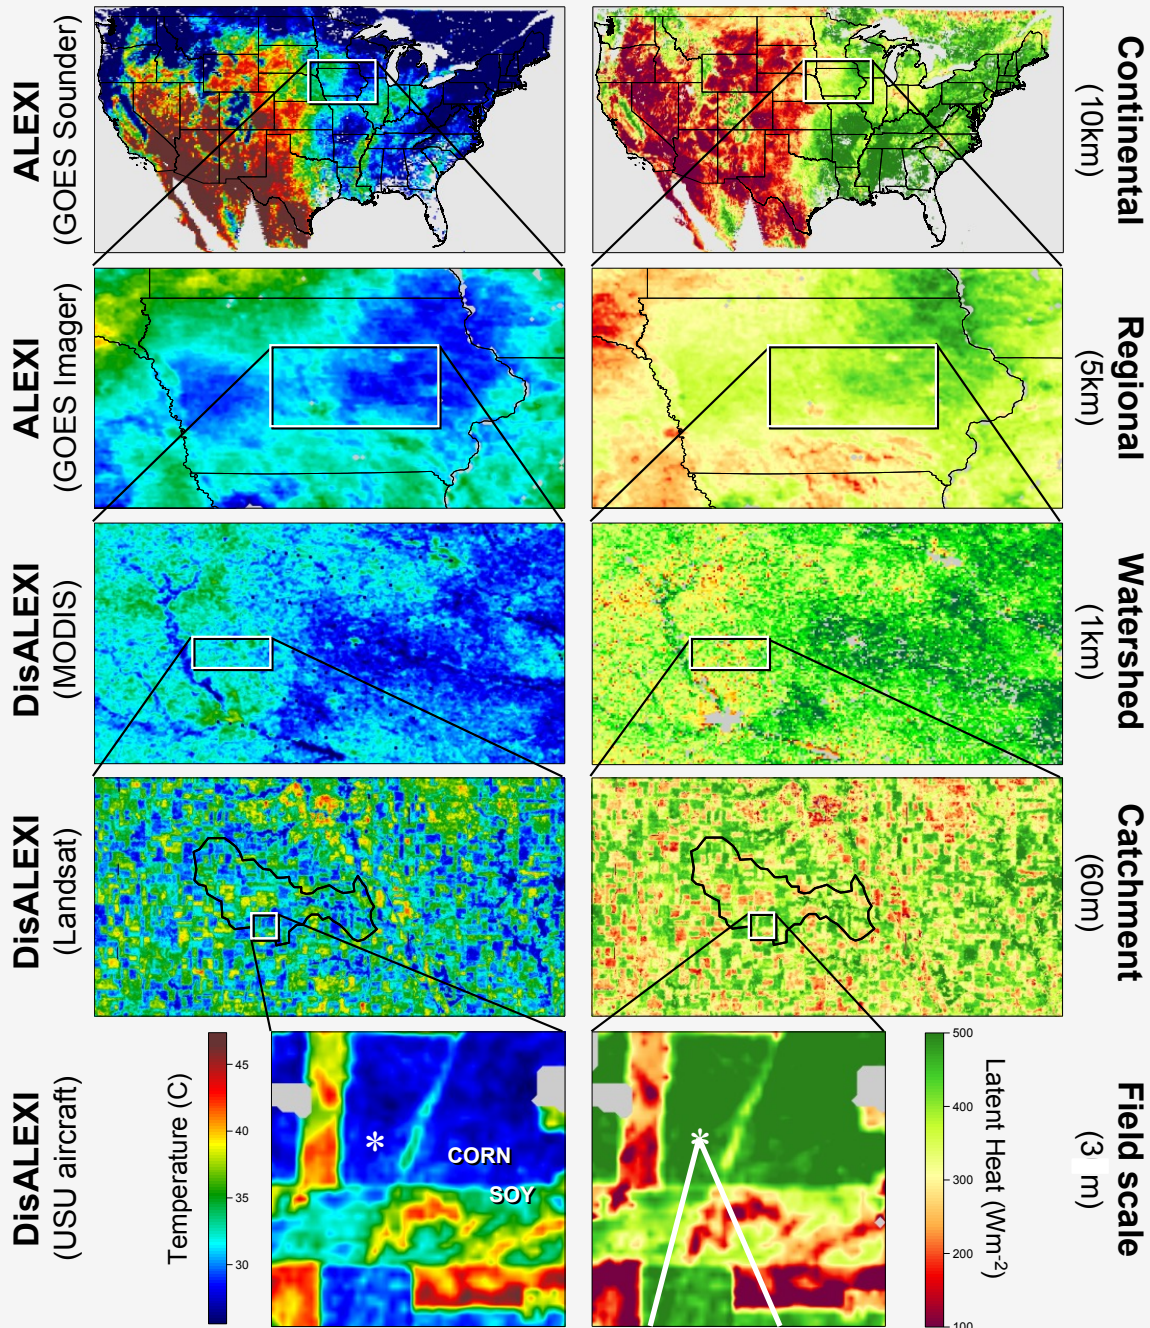 ALEXI
(GOES Sounder)
Continental
(10km)
ALEXI
(GOES Imager)
Regional
(5km)
DisALEXI
(MODIS)
Watershed
(1km)
DisALEXI
(Landsat)
Catchment
(60m)
DisALEXI
(USU aircraft)
Temperature (C)
45
40
35
30
*
CORN
SOY
*
500
400
300
200
100
Latent Heat (Wm-2)
Field scale
(3 m)